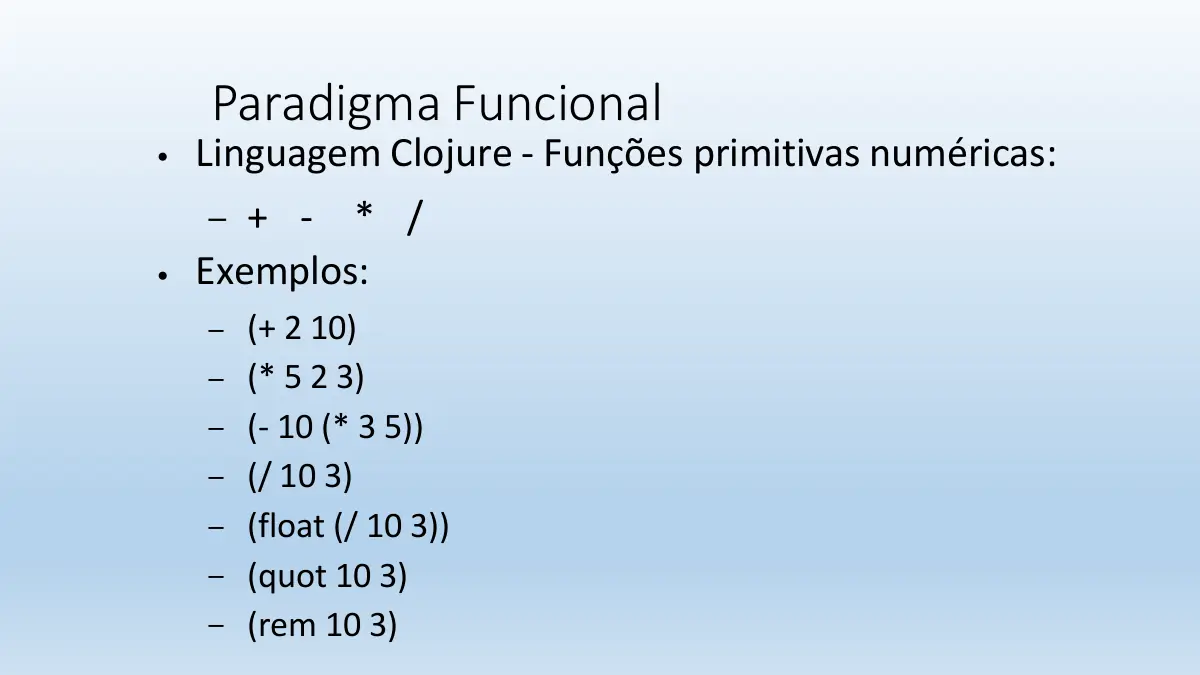 Paradigma Funcional
• Linguagem Clojure - Funções primitivas numéricas:
– + - * /
• Exemplos:
– (+ 2 10)
– (* 5 2 3)
– (- 10 (* 3 5))
– (/ 10 3)
– (float (/ 10 3))
– (quot 10 3)
– (rem 10 3)